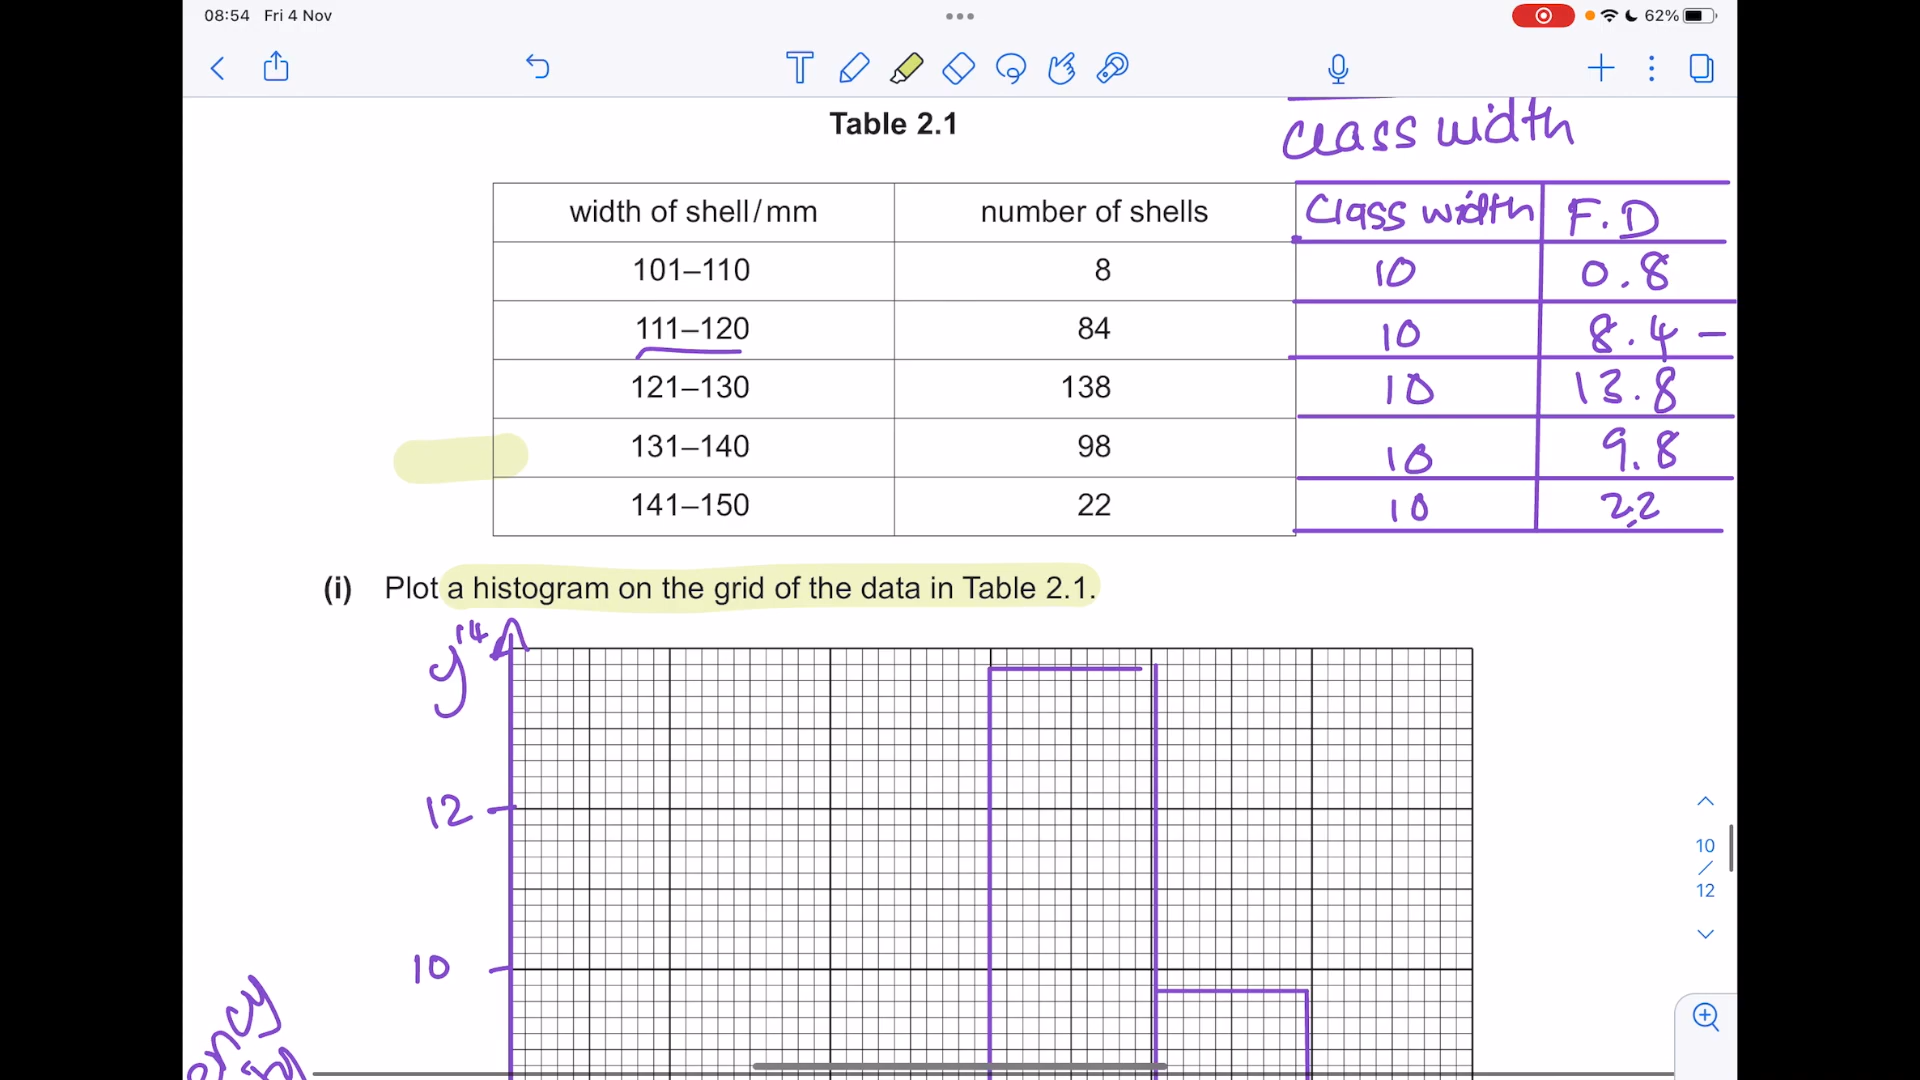 08:54 Fri 4 Nov
62%
Table 2.1
class width
width of shell/mm number of shells Class width F.D
101–110 8 10 0.8
111–120 84 10 8.4 –
121–130 138 10 13.8
131–140 98 10 9.8
141–150 22 10 2.2
(i) Plot a histogram on the grid of the data in Table 2.1.
14
y
12
10
10
/
12
ency